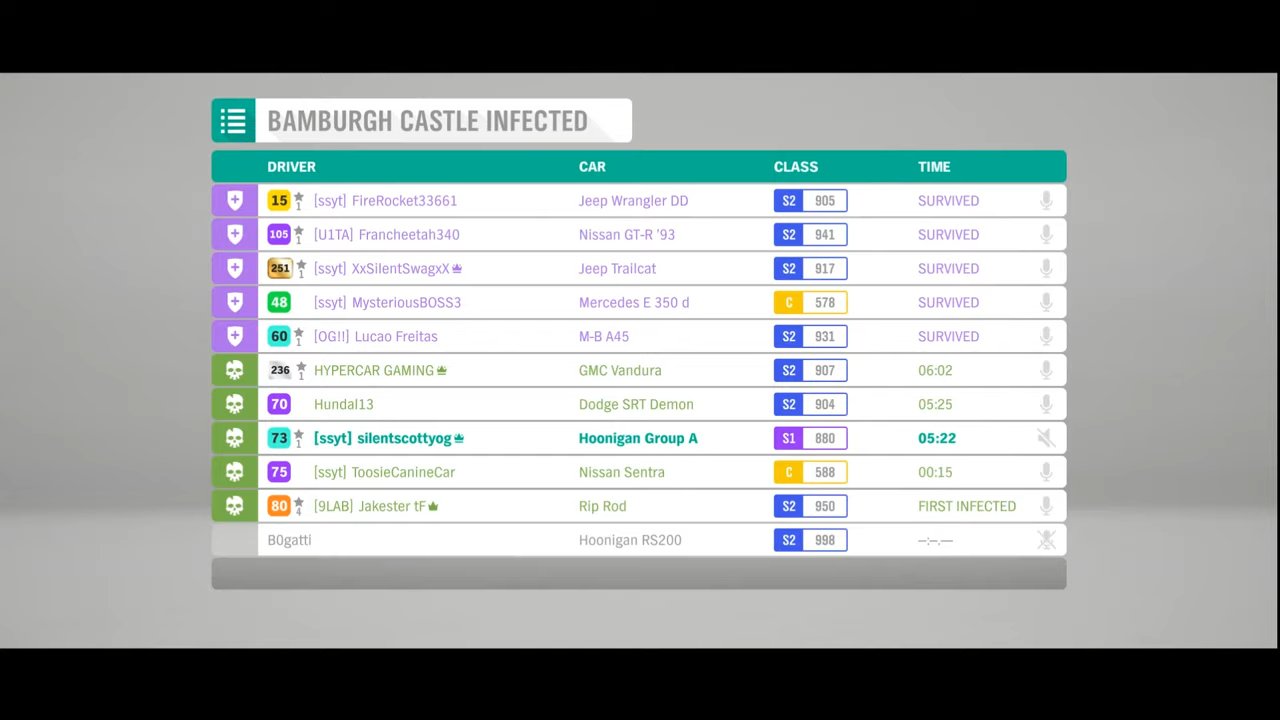 BAMBURGH CASTLE INFECTED
DRIVER CAR CLASS TIME
15 1 [ssyt] FireRocket33661 Jeep Wrangler DD S2 905 SURVIVED
105 1 [U1TA] Francheetah340 Nissan GT-R '93 S2 941 SURVIVED
251 1 [ssyt] XxSilentSwagxX Jeep Trailcat S2 917 SURVIVED
48 [ssyt] MysteriousBOSS3 Mercedes E 350 d C 578 SURVIVED
60 1 [OG!!] Lucao Freitas M-B A45 S2 931 SURVIVED
236 1 HYPERCAR GAMING GMC Vandura S2 907 06:02
70 Hundal13 Dodge SRT Demon S2 904 05:25
73 1 [ssyt] silentscottyog Hoonigan Group A S1 880 05:22
75 [ssyt] ToosieCanineCar Nissan Sentra C 588 00:15
80 4 [9LAB] Jakester tF Rip Rod S2 950 FIRST INFECTED
B0gatti Hoonigan RS200 S2 998 --:--.---